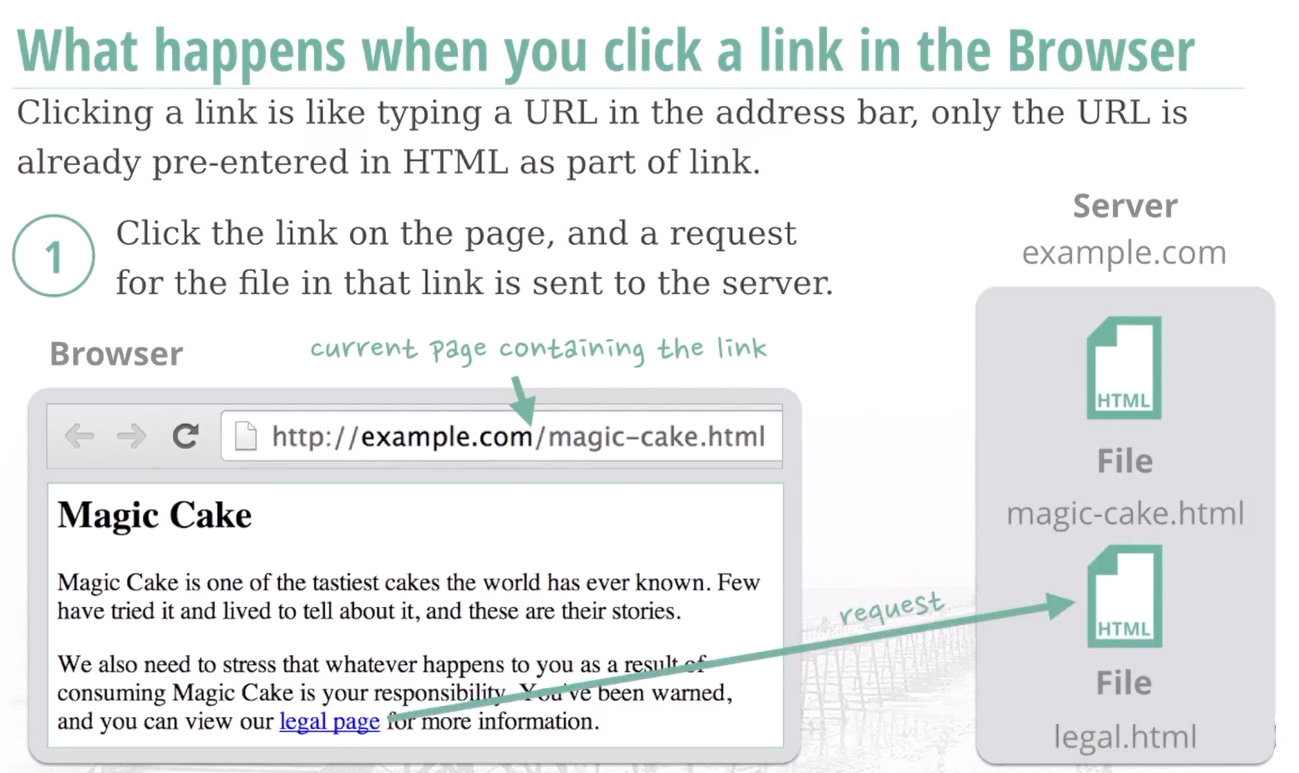 What happens when you click a link in the Browser
Clicking a link is like typing a URL in the address bar, only the URL is
already pre-entered in HTML as part of link.
1
Click the link on the page, and a request
for the file in that link is sent to the server.
Server
example.com
Browser
current page containing the link
http://example.com/magic-cake.html
Magic Cake
Magic Cake is one of the tastiest cakes the world has ever known. Few
have tried it and lived to tell about it, and these are their stories.
We also need to stress that whatever happens to you as a result of
consuming Magic Cake is your responsibility. You've been warned,
and you can view our legal page for more information.
request
HTML
File
magic-cake.html
HTML
File
legal.html